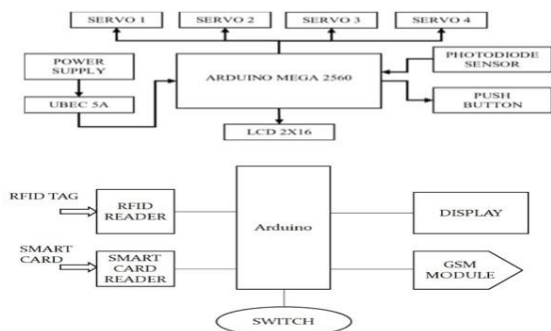 SERVO 1
SERVO 2
SERVO 3
SERVO 4
POWER
SUPPLY
ARDUINO MEGA 2560
PHOTODIODE
SENSOR
UBEC 5A
PUSH
BUTTON
LCD 2X16
RFID TAG
RFID
READER
Arduino
DISPLAY
SMART
CARD
SMART
CARD
READER
GSM
MODULE
SWITCH